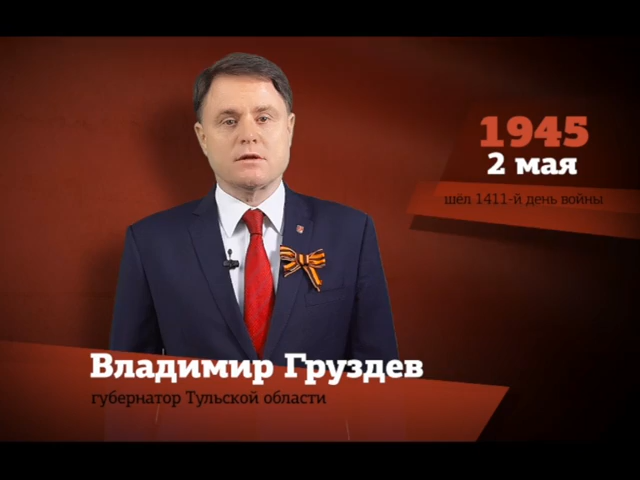 1945
2 мая
шёл 1411-й день войны
Владимир Груздев
губернатор Тульской области